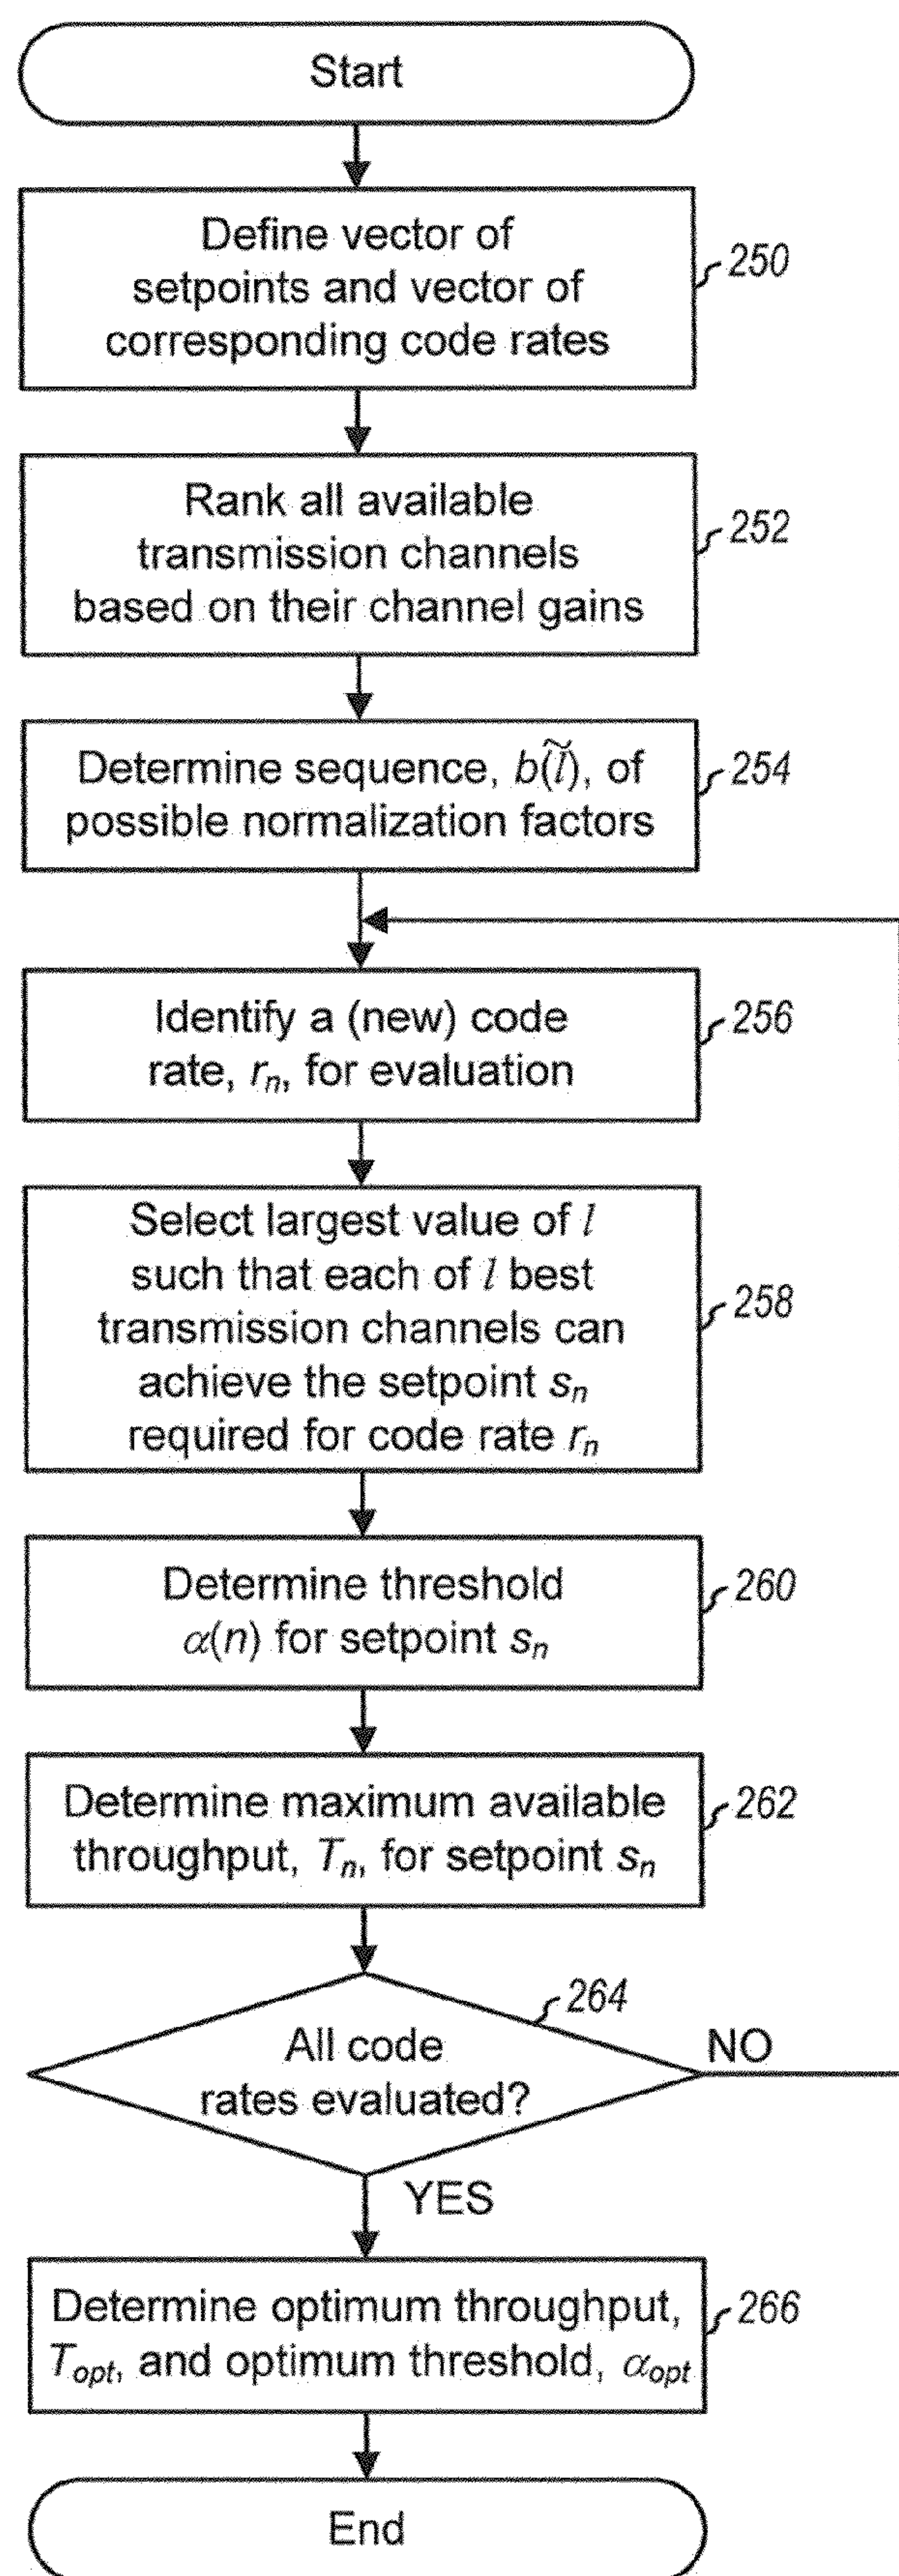 Start
Define vector of
setpoints and vector of
corresponding code rates
250
Rank all available
transmission channels
based on their channel gains
252
Determine sequence, b(l̃), of
possible normalization factors
254
Identify a (new) code
rate, rₙ, for evaluation
256
Select largest value of l
such that each of l best
transmission channels can
achieve the setpoint sₙ
required for code rate rₙ
258
Determine threshold
α(n) for setpoint sₙ
260
Determine maximum available
throughput, Tₙ, for setpoint sₙ
262
264
All code
rates evaluated?
NO
YES
Determine optimum throughput,
T_opt, and optimum threshold, α_opt
266
End